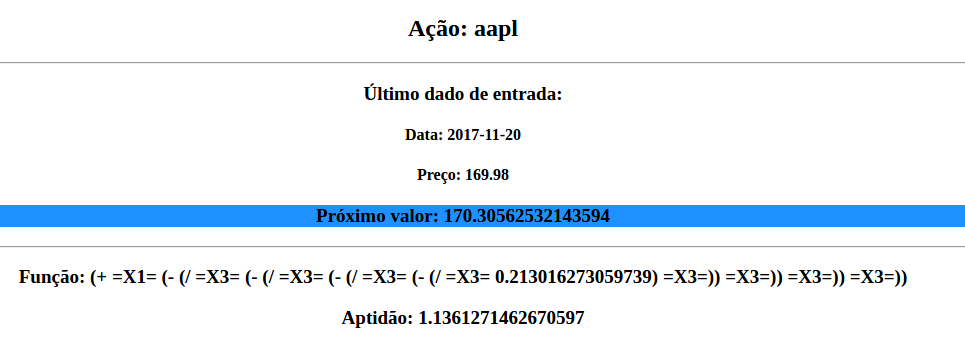 Ação: aapl
Último dado de entrada:
Data: 2017-11-20
Preço: 169.98
Próximo valor: 170.30562532143594
Função: (+ =X1= (- (/ =X3= (- (/ =X3= (- (/ =X3= (- (/ =X3= 0.213016273059739) =X3=)) =X3=)) =X3=)) =X3=))
Aptidão: 1.1361271462670597